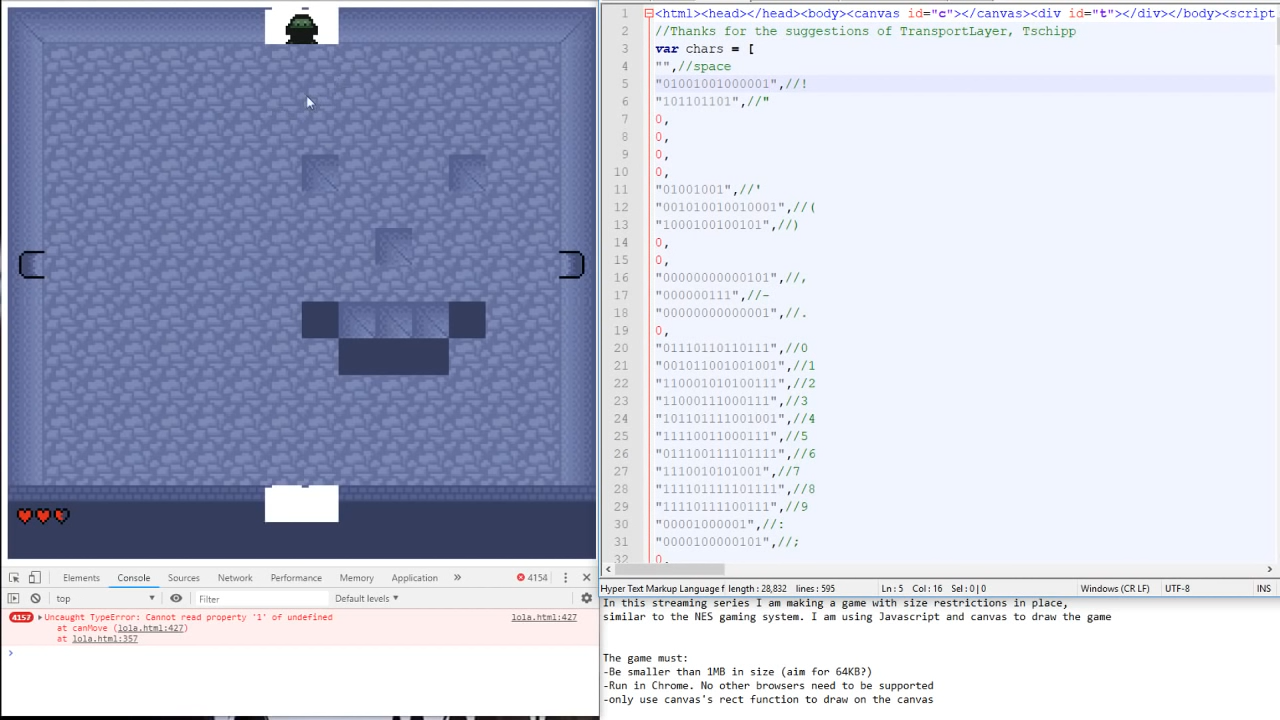 1 <html><head></head><body><canvas id="c"></canvas><div id="t"></div></body><script
2 //Thanks for the suggestions of TransportLayer, Tschipp
3 var chars = [
4 "",//space
5 "01001001000001",//!
6 "101101101",//"
7 0,
8 0,
9 0,
10 0,
11 "01001001",//'
12 "001010010010001",//(
13 "1000100100101",//)
14 0,
15 0,
16 "00000000000101",//,
17 "000000111",//-
18 "00000000000001",//.
19 0,
20 "01110110110111",//0
21 "001011001001001",//1
22 "110001010100111",//2
23 "11000111000111",//3
24 "101101111001001",//4
25 "11110011000111",//5
26 "011100111101111",//6
27 "1110010101001",//7
28 "111101111101111",//8
29 "11110111100111",//9
30 "00001000001",//:
31 "0000100000101",//;
32 0,
Hyper Text Markup Language f length : 28,832 lines : 595 Ln : 5 Col : 16 Sel : 0 | 0 Windows (CR LF) UTF-8 INS
Elements Console Sources Network Performance Memory Application » 4154
top Filter Default levels
4157 Uncaught TypeError: Cannot read property '1' of undefined lola.html:427
at canMove (lola.html:427)
at lola.html:357
In this streaming series I am making a game with size restrictions in place,
similar to the NES gaming system. I am using Javascript and canvas to draw the game
The game must:
-Be smaller than 1MB in size (aim for 64KB?)
-Run in Chrome. No other browsers need to be supported
-only use canvas's rect function to draw on the canvas